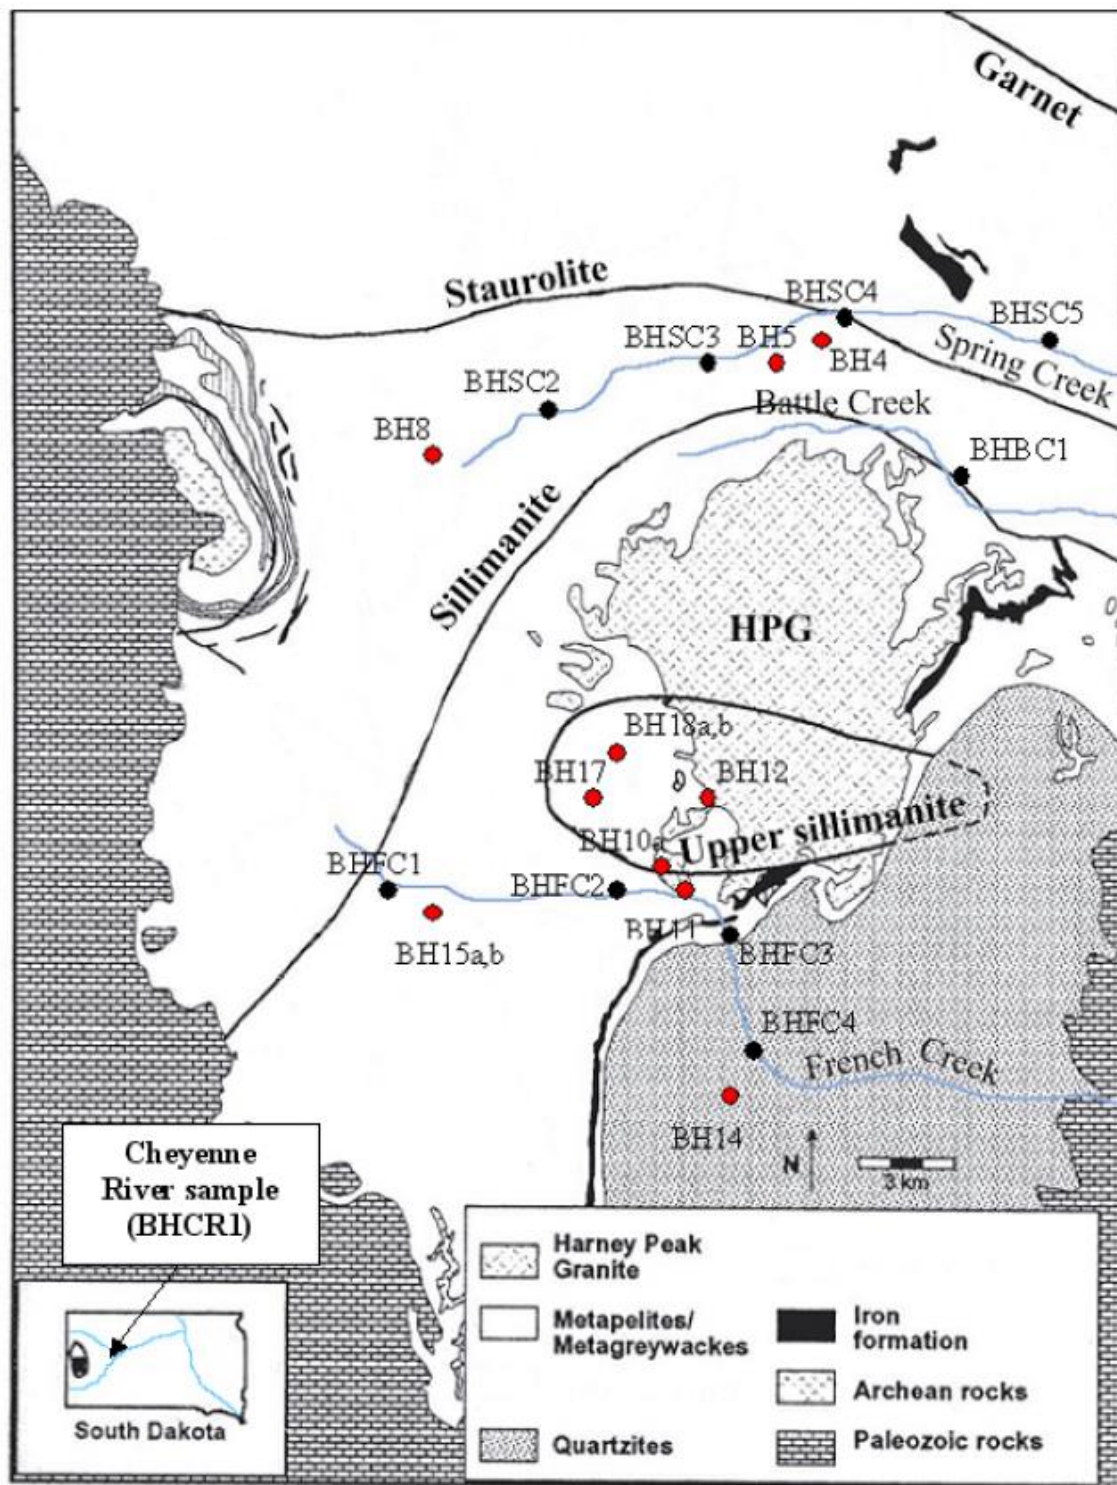 Garnet
Staurolite
BHSC4
BHSC5
BHSC3
BH5
BH4
Spring Creek
BHSC2
Battle Creek
BH8
BHBC1
Sillimanite
HPG
BH18a,b
BH17
BH12
BH10a
Upper sillimanite
BHFC1
BHFC2
BH11
BH15a,b
BHFC3
BHFC4
French Creek
BH14
N
3 km
Cheyenne
River sample
(BHCR1)
South Dakota
Harney Peak
Granite
Metapelites/
Metagreywackes
Quartzites
Iron
formation
Archean rocks
Paleozoic rocks